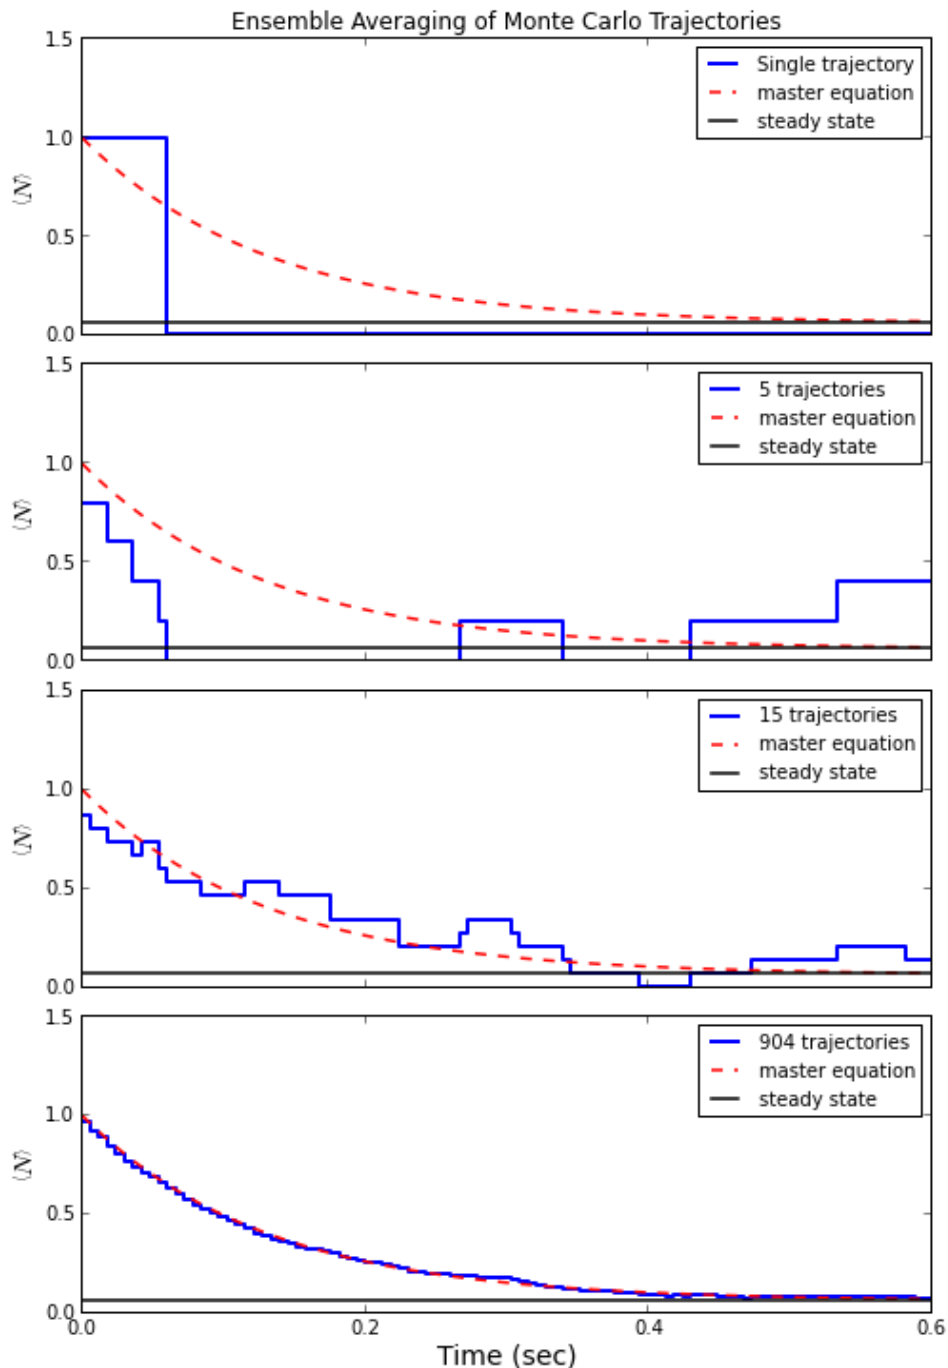 Ensemble Averaging of Monte Carlo Trajectories
1.5
1.0
0.5
0.0
⟨N⟩
Single trajectory
master equation
steady state
1.5
1.0
0.5
0.0
⟨N⟩
5 trajectories
master equation
steady state
1.5
1.0
0.5
0.0
⟨N⟩
15 trajectories
master equation
steady state
1.5
1.0
0.5
0.0
⟨N⟩
904 trajectories
master equation
steady state
0.0 0.2 0.4 0.6
Time (sec)